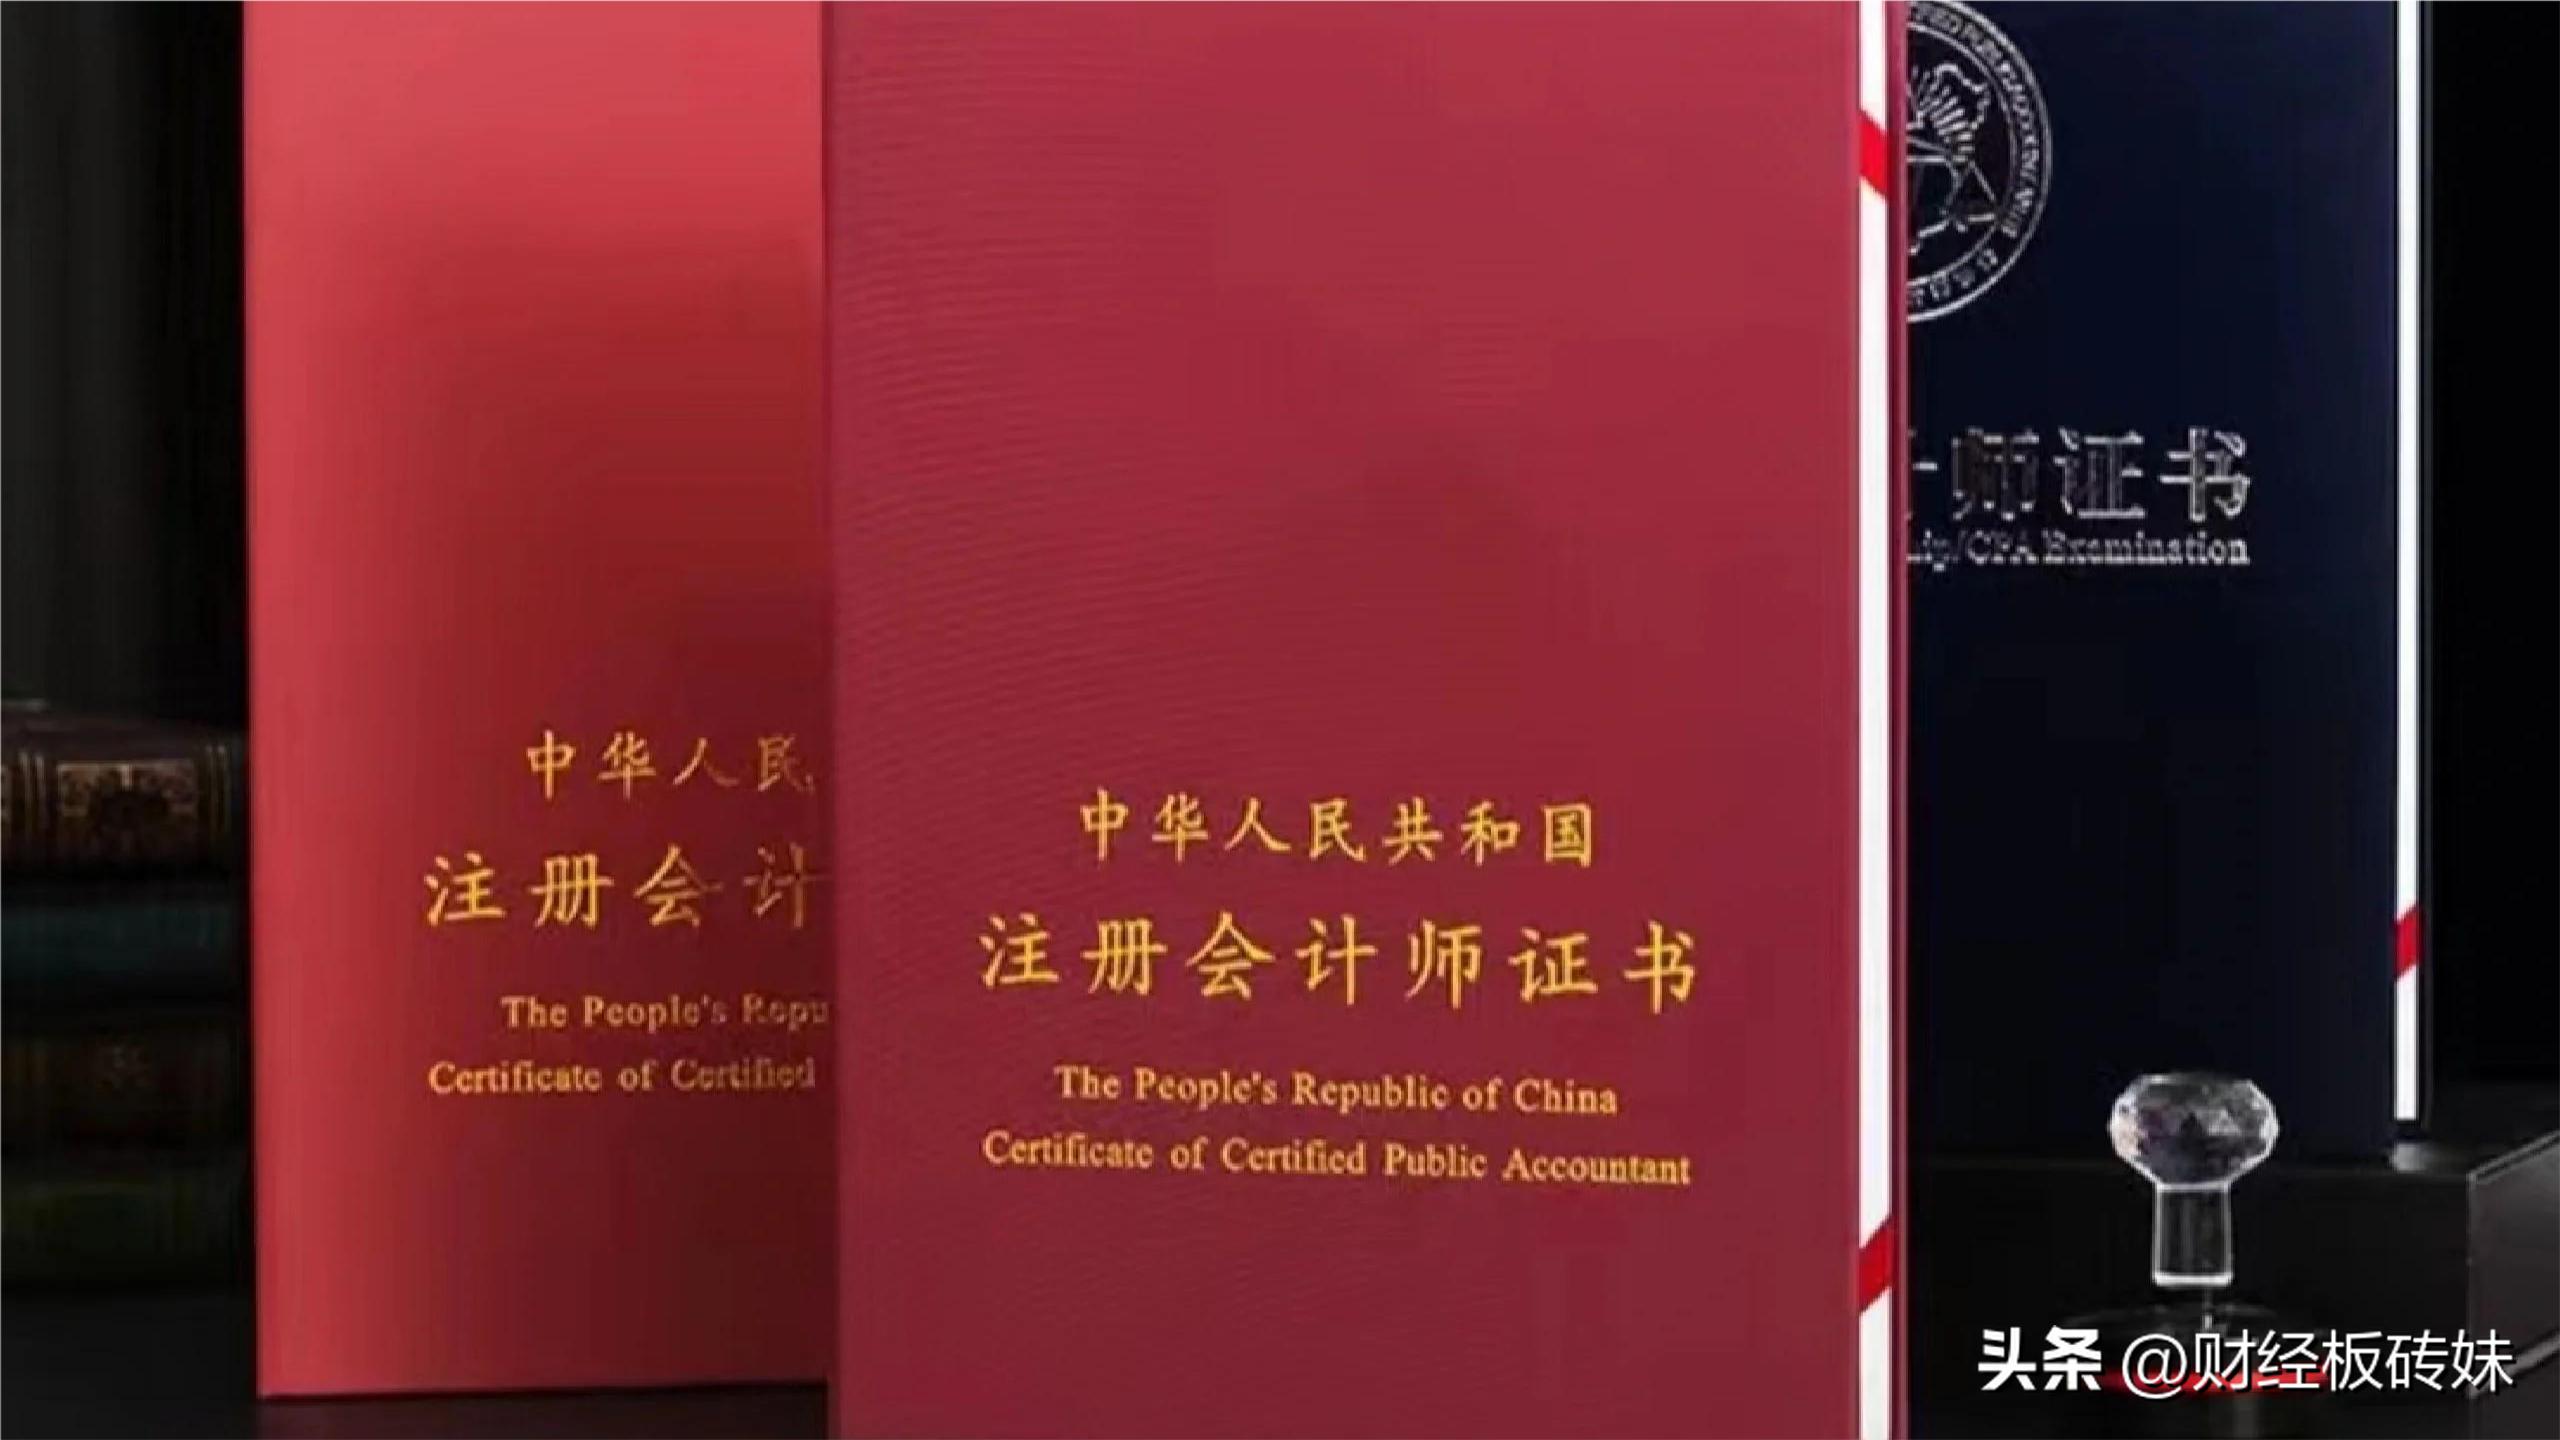 中华人民
注册会计
The People's Repu
Certificate of Certified
中华人民共和国
注册会计师证书
The People's Republic of China
Certificate of Certified Public Accountant
师证书
/CPA Examination
头条 @财经板砖妹